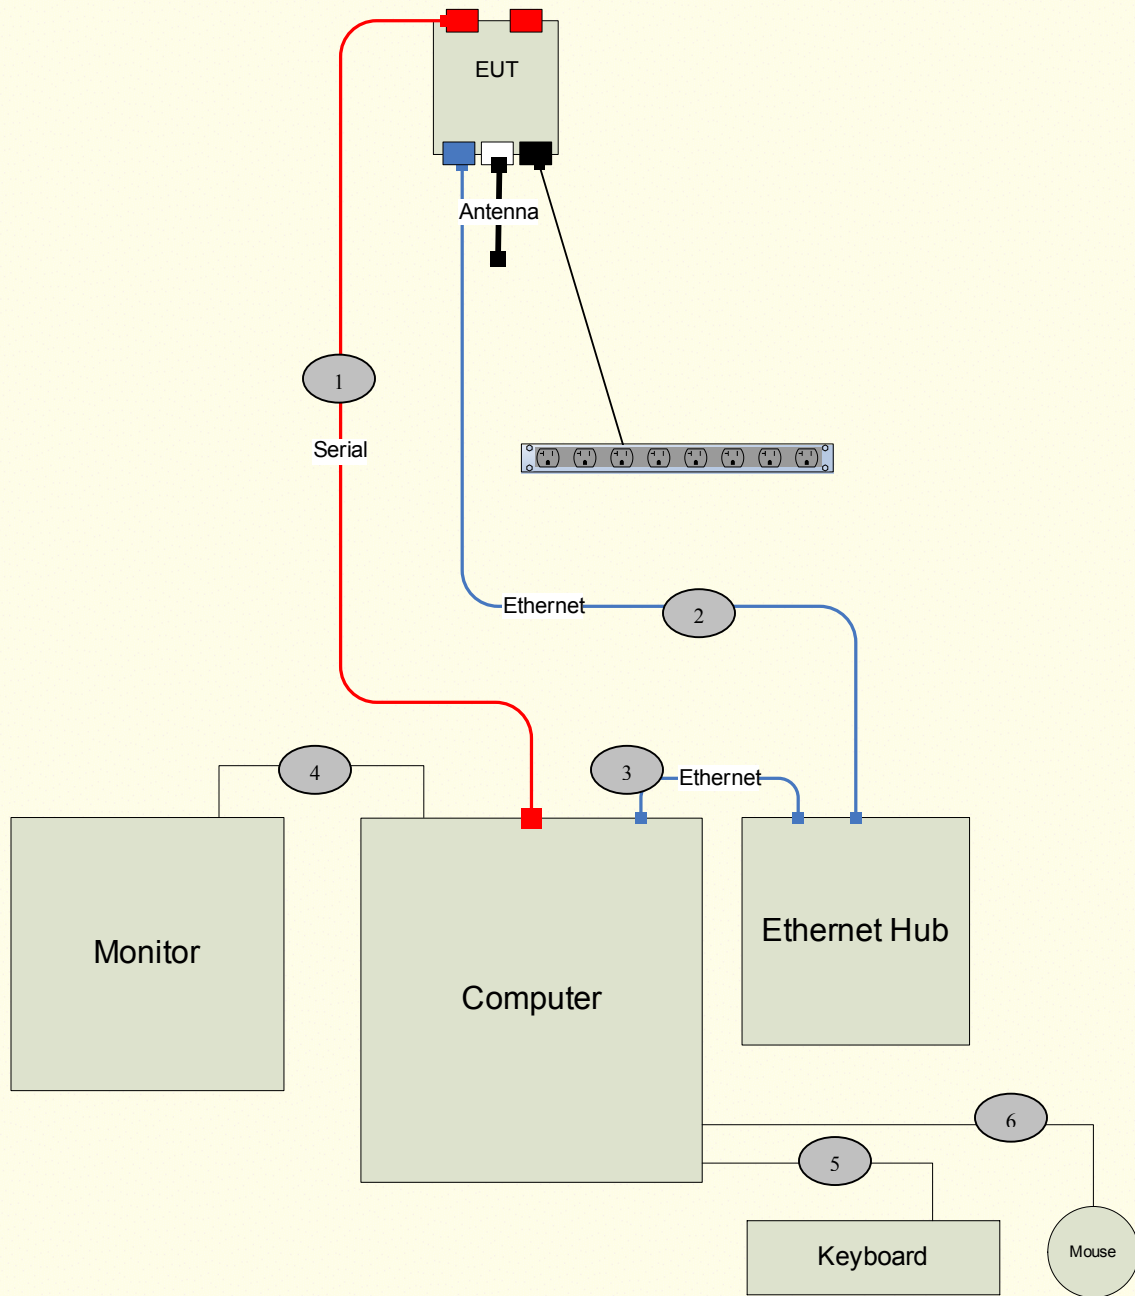 EUT
Antenna
1
Serial
Ethernet
2
4
3
Ethernet
Monitor
Computer
Ethernet Hub
6
5
Keyboard
Mouse